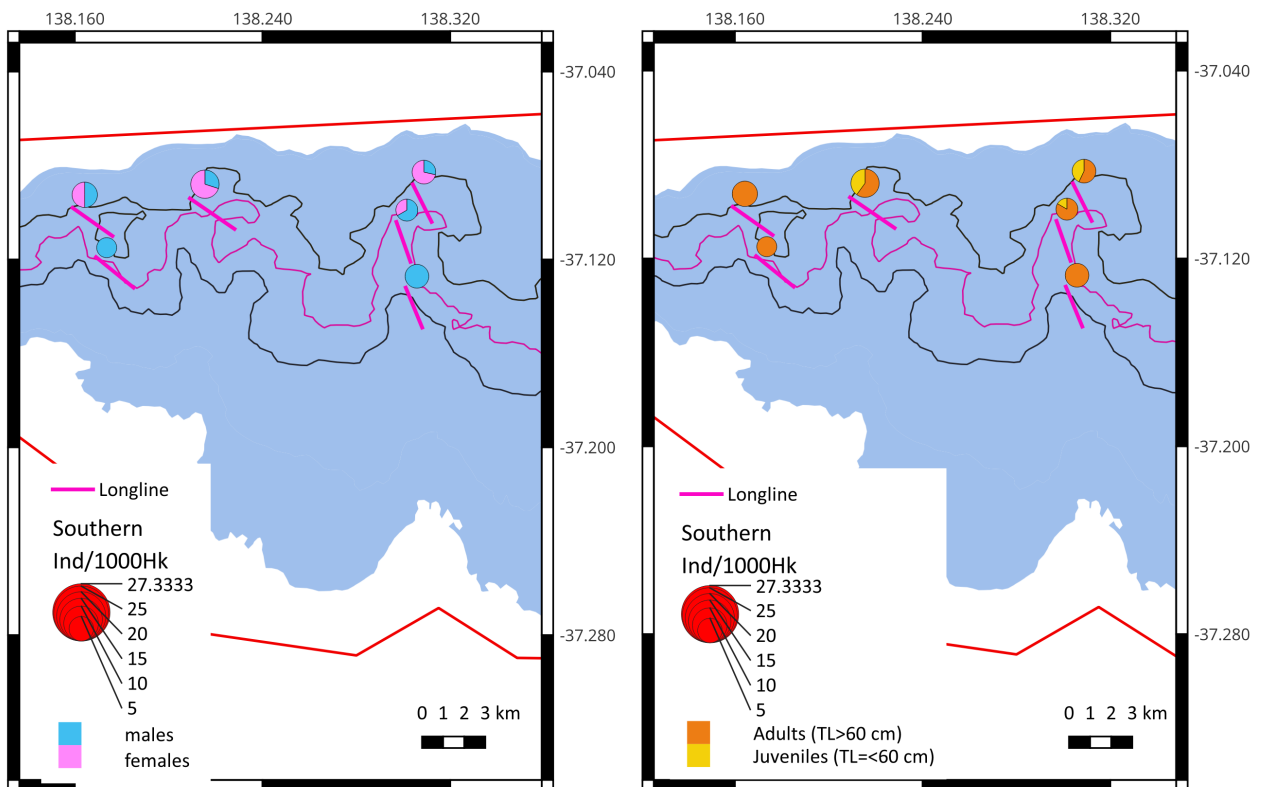 138.160 138.240 138.320
-37.040
-37.120
-37.200
-37.280
Longline
Southern
Ind/1000Hk
27.3333
25
20
15
10
5
males
females
0 1 2 3 km
138.160 138.240 138.320
-37.040
-37.120
-37.200
-37.280
Longline
Southern
Ind/1000Hk
27.3333
25
20
15
10
5
Adults (TL>60 cm)
Juveniles (TL=<60 cm)
0 1 2 3 km